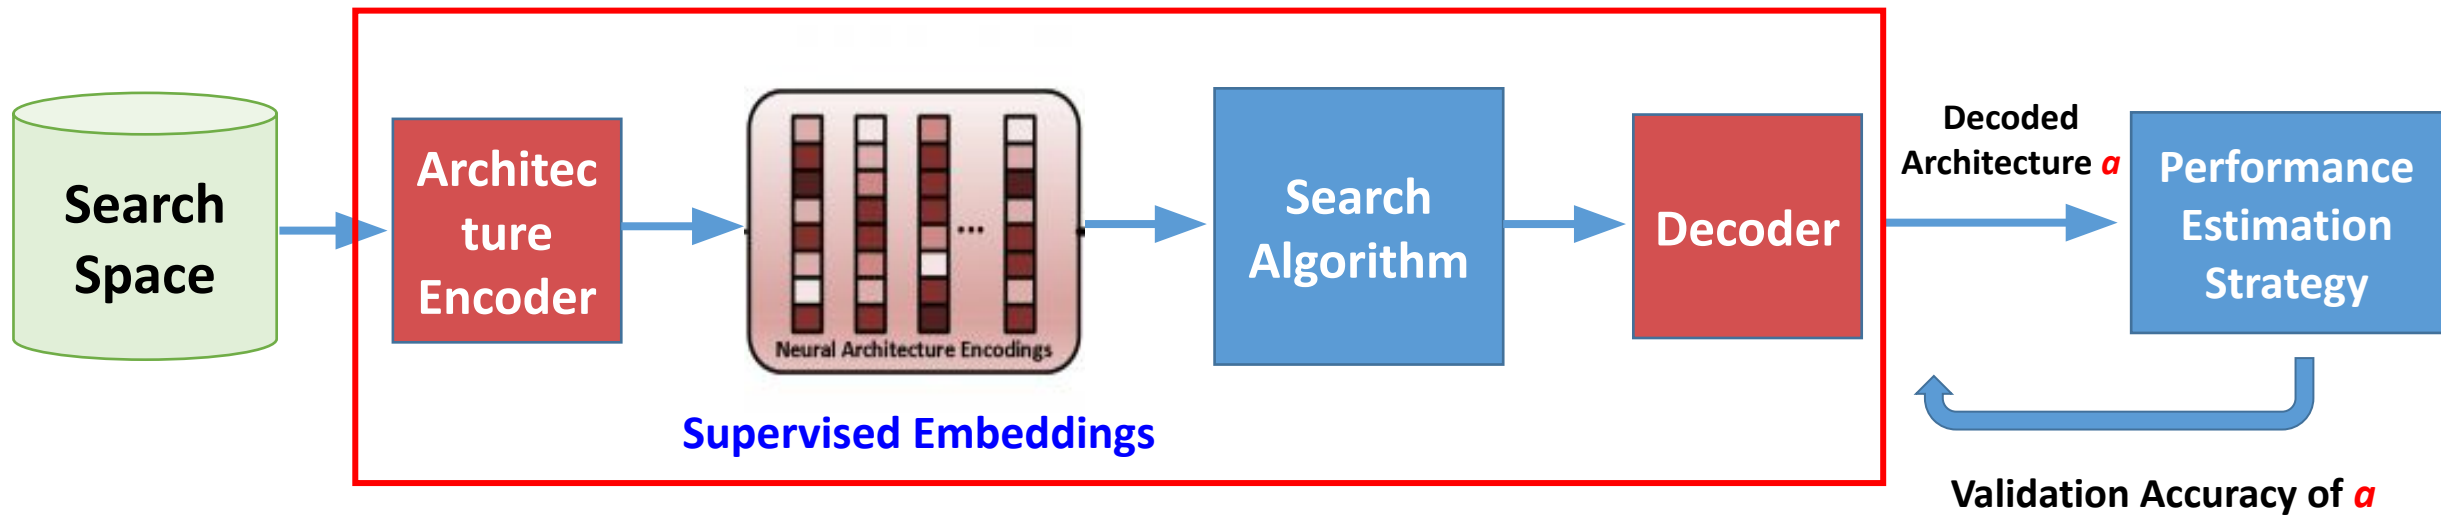 Search
Space
Architec
ture
Encoder
...
Neural Architecture Encodings
Supervised Embeddings
Search
Algorithm
Decoder
Decoded
Architecture a
Performance
Estimation
Strategy
Validation Accuracy of a